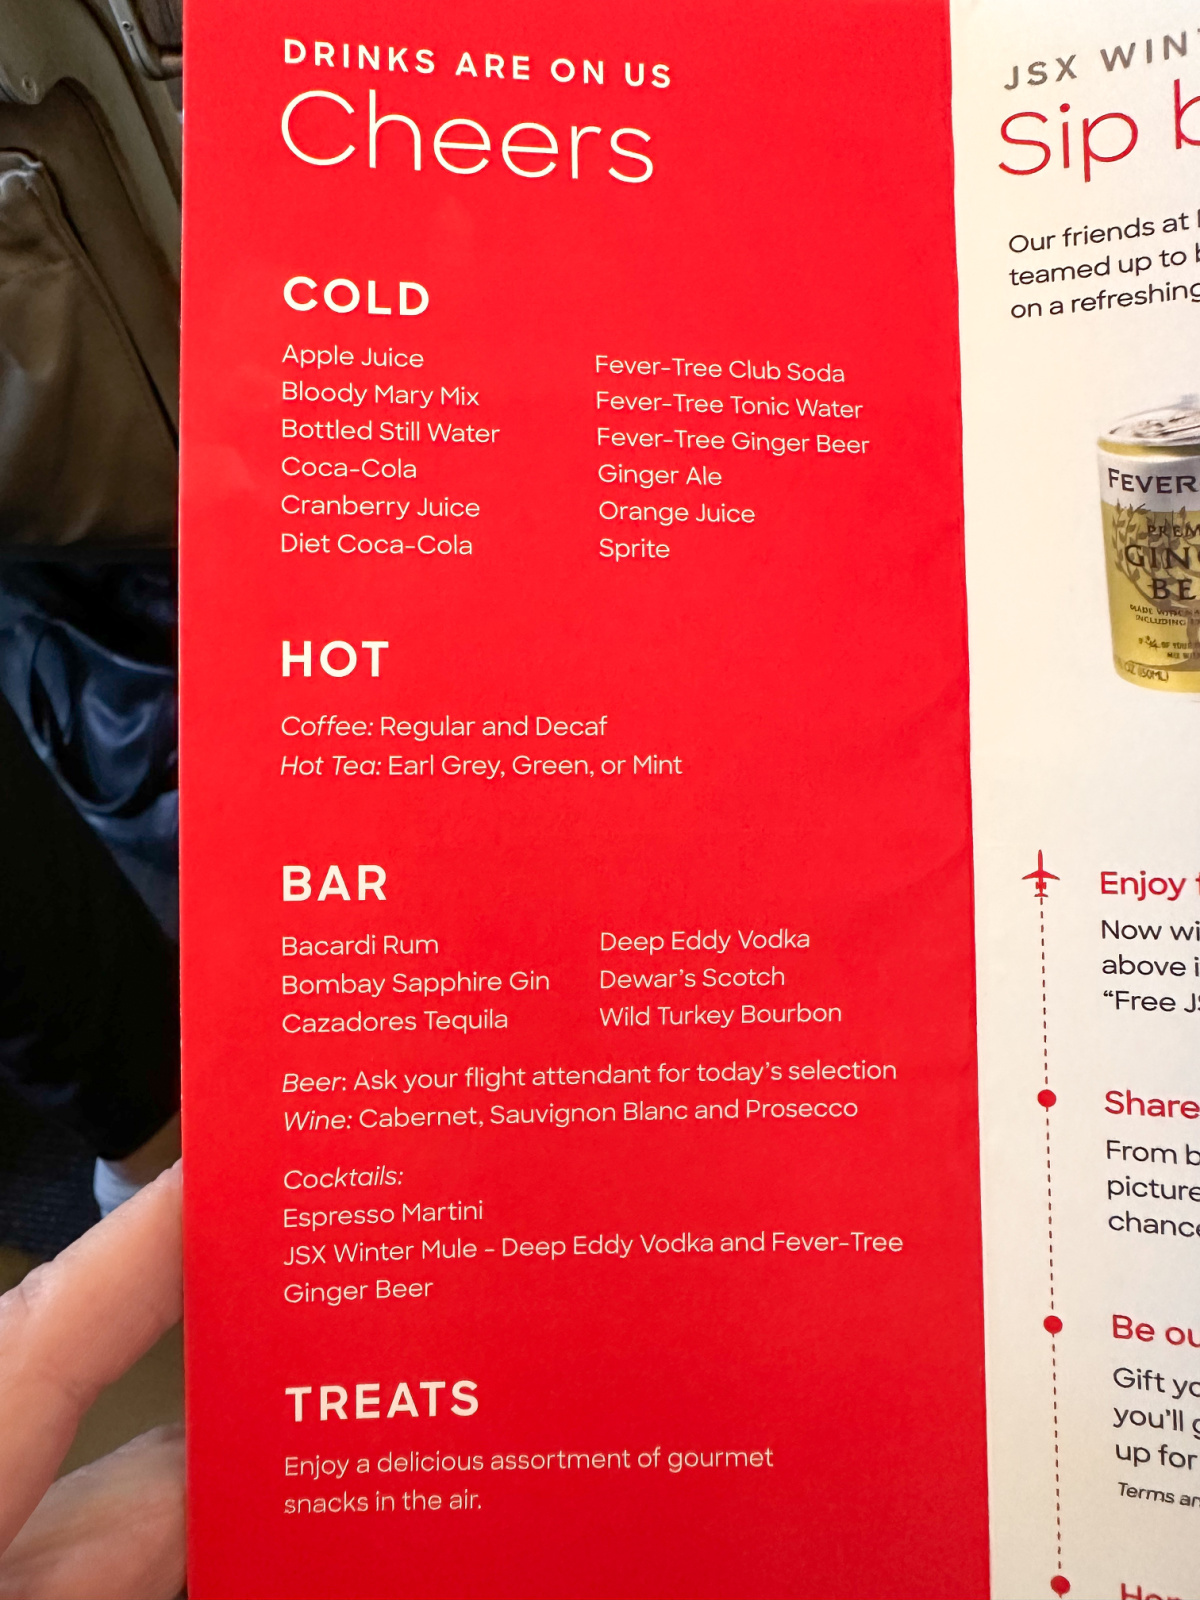 DRINKS ARE ON US
Cheers
COLD
Apple Juice
Bloody Mary Mix
Bottled Still Water
Coca-Cola
Cranberry Juice
Diet Coca-Cola
Fever-Tree Club Soda
Fever-Tree Tonic Water
Fever-Tree Ginger Beer
Ginger Ale
Orange Juice
Sprite
HOT
Coffee: Regular and Decaf
Hot Tea: Earl Grey, Green, or Mint
BAR
Bacardi Rum
Bombay Sapphire Gin
Cazadores Tequila
Deep Eddy Vodka
Dewar's Scotch
Wild Turkey Bourbon
Beer: Ask your flight attendant for today's selection
Wine: Cabernet, Sauvignon Blanc and Prosecco
Cocktails:
Espresso Martini
JSX Winter Mule - Deep Eddy Vodka and Fever-Tree
Ginger Beer
TREATS
Enjoy a delicious assortment of gourmet
snacks in the air.
JSX
Sip
Our friends at
teamed up to
on a refreshing
FEVER
Enjoy
Now
above
"Free
Share
From
picture
chance
Be
Gift
you'll
up for
Terms